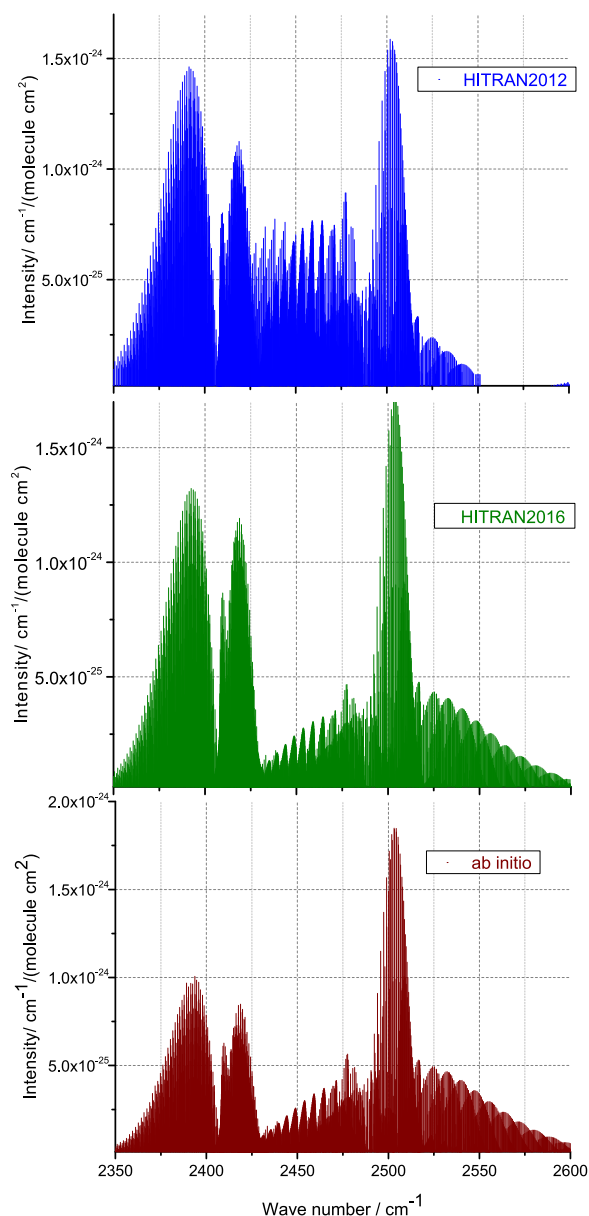 1.5x10⁻²⁴
HITRAN2012
1.0x10⁻²⁴
5.0x10⁻²⁵
Intensity/ cm⁻¹/(molecule cm²)
1.5x10⁻²⁴
HITRAN2016
1.0x10⁻²⁴
5.0x10⁻²⁵
Intensity/ cm⁻¹/(molecule cm²)
2.0x10⁻²⁴
ab initio
1.5x10⁻²⁴
1.0x10⁻²⁴
5.0x10⁻²⁵
Intensity/ cm⁻¹/(molecule cm²)
2350 2400 2450 2500 2550 2600
Wave number / cm⁻¹